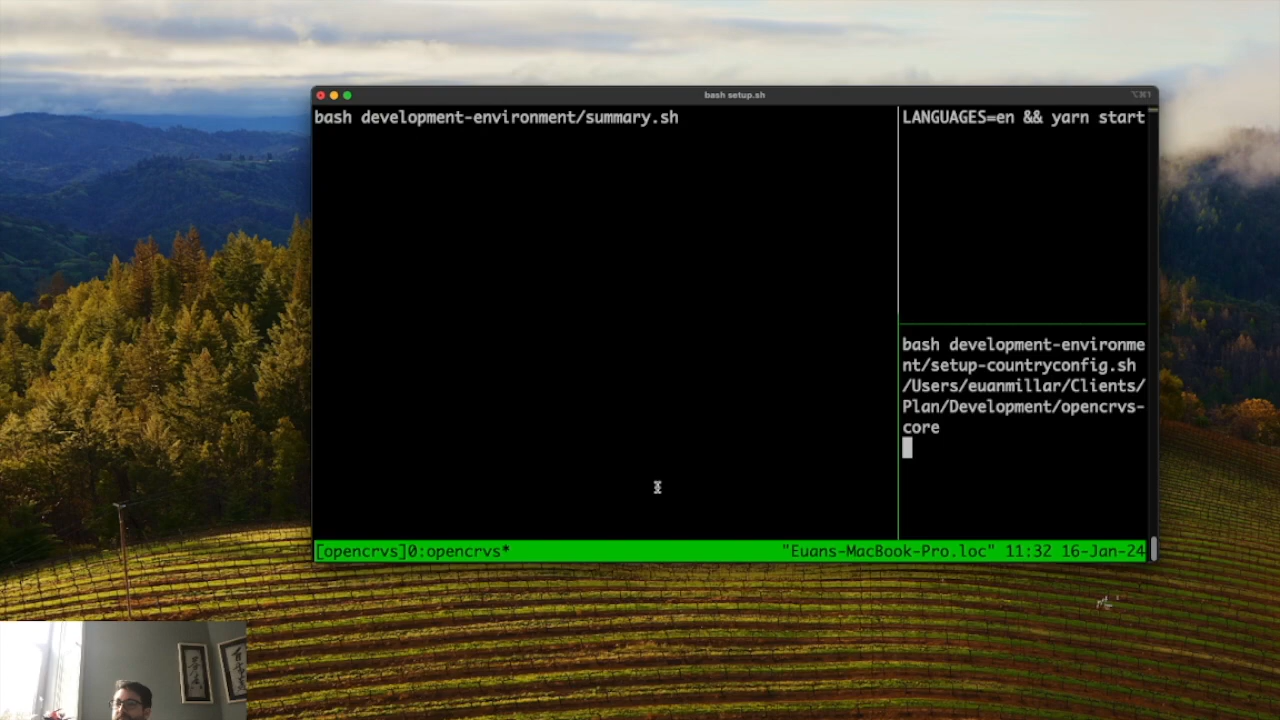 bash setup.sh
⌥⌘1
bash development-environment/summary.sh
LANGUAGES=en && yarn start
bash development-environme
nt/setup-countryconfig.sh
/Users/euanmillar/Clients/
Plan/Development/opencrvs-
core
[opencrvs]0:opencrvs*
"Euans-MacBook-Pro.loc" 11:32 16-Jan-24